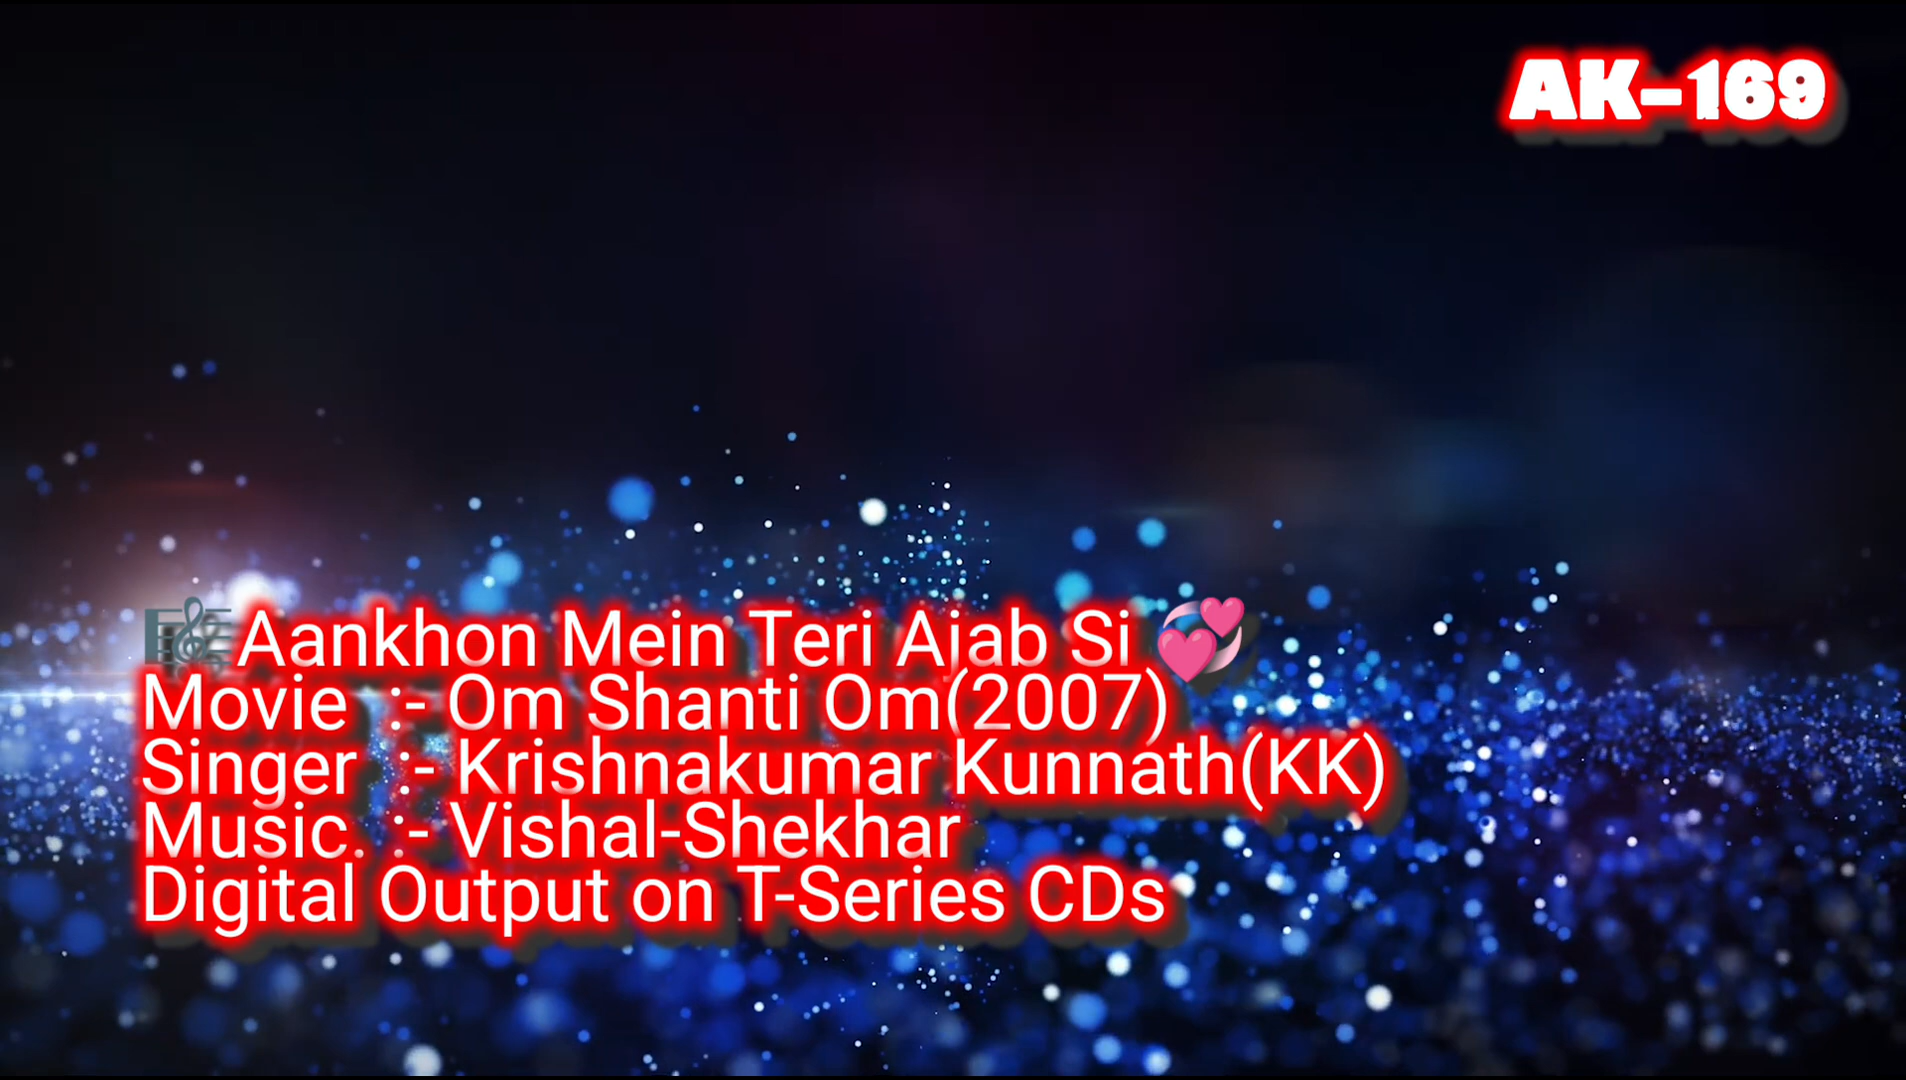 AK-169
🎼Aankhon Mein Teri Ajab Si 💞
Movie :- Om Shanti Om(2007)
Singer :- Krishnakumar Kunnath(KK)
Music. :- Vishal-Shekhar
Digital Output on T-Series CDs